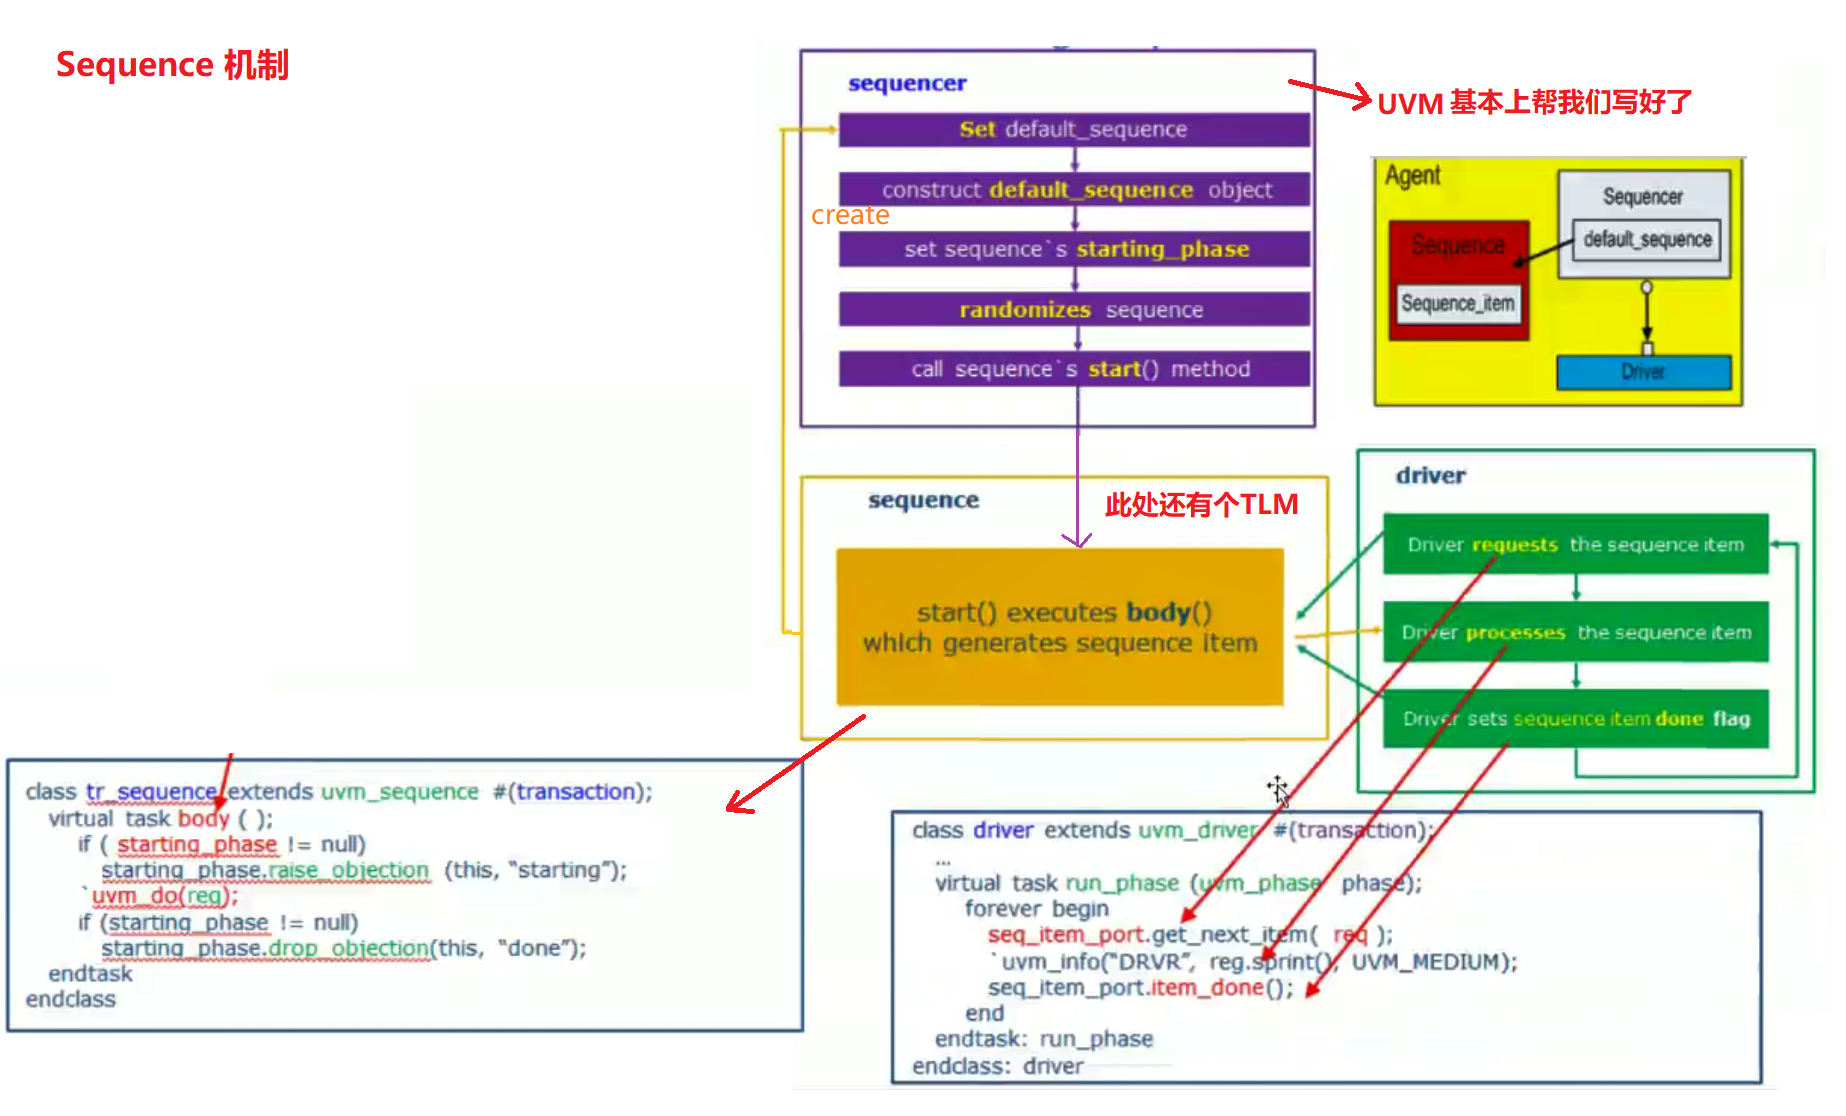 Sequence 机制
sequencer
Set default_sequence
construct default_sequence object
create
set sequence`s starting_phase
randomizes sequence
call sequence`s start() method
UVM 基本上帮我们写好了
Agent
Sequencer
default_sequence
Sequence
Sequence_item
Driver
sequence
此处还有个TLM
start() executes body()
which generates sequence item
driver
Driver requests the sequence item
Driver processes the sequence item
Driver sets sequence item done flag
class tr_sequence extends uvm_sequence #(transaction);
virtual task body ( );
if ( starting_phase != null)
starting_phase.raise_objection (this, “starting”);
`uvm_do(req);
if (starting_phase != null)
starting_phase.drop_objection(this, “done”);
endtask
endclass
class driver extends uvm_driver #(transaction);
...
virtual task run_phase (uvm_phase phase);
forever begin
seq_item_port.get_next_item( req );
`uvm_info(“DRVR”, reg.sprint(), UVM_MEDIUM);
seq_item_port.item_done();
end
endtask: run_phase
endclass: driver